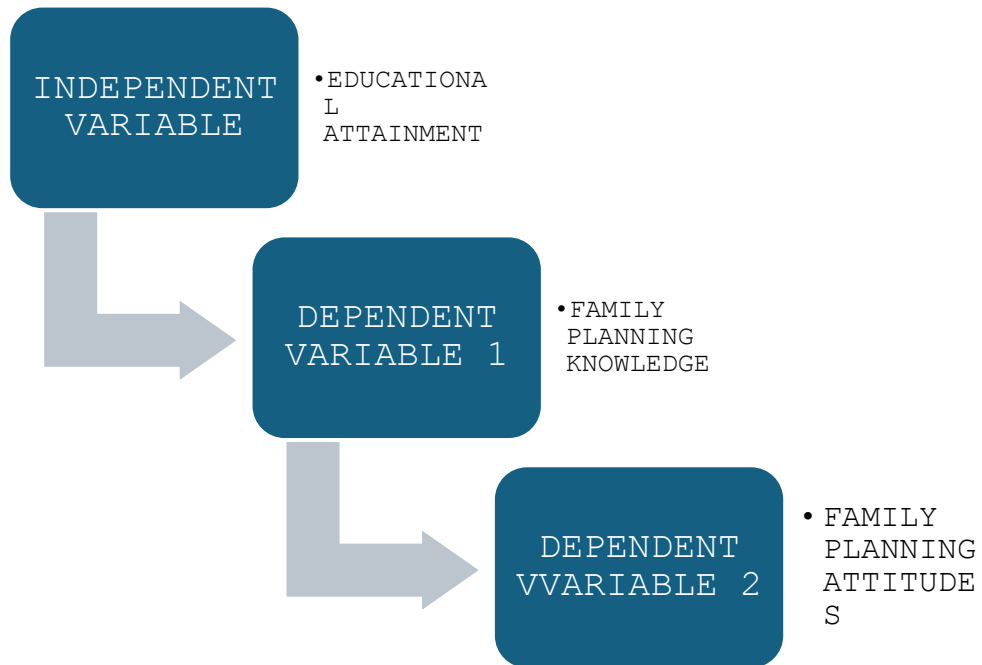 INDEPENDENT
VARIABLE
•EDUCATIONA
L
ATTAINMENT
DEPENDENT
VARIABLE 1
•FAMILY
PLANNING
KNOWLEDGE
DEPENDENT
VVARIABLE 2
• FAMILY
PLANNING
ATTITUDE
S